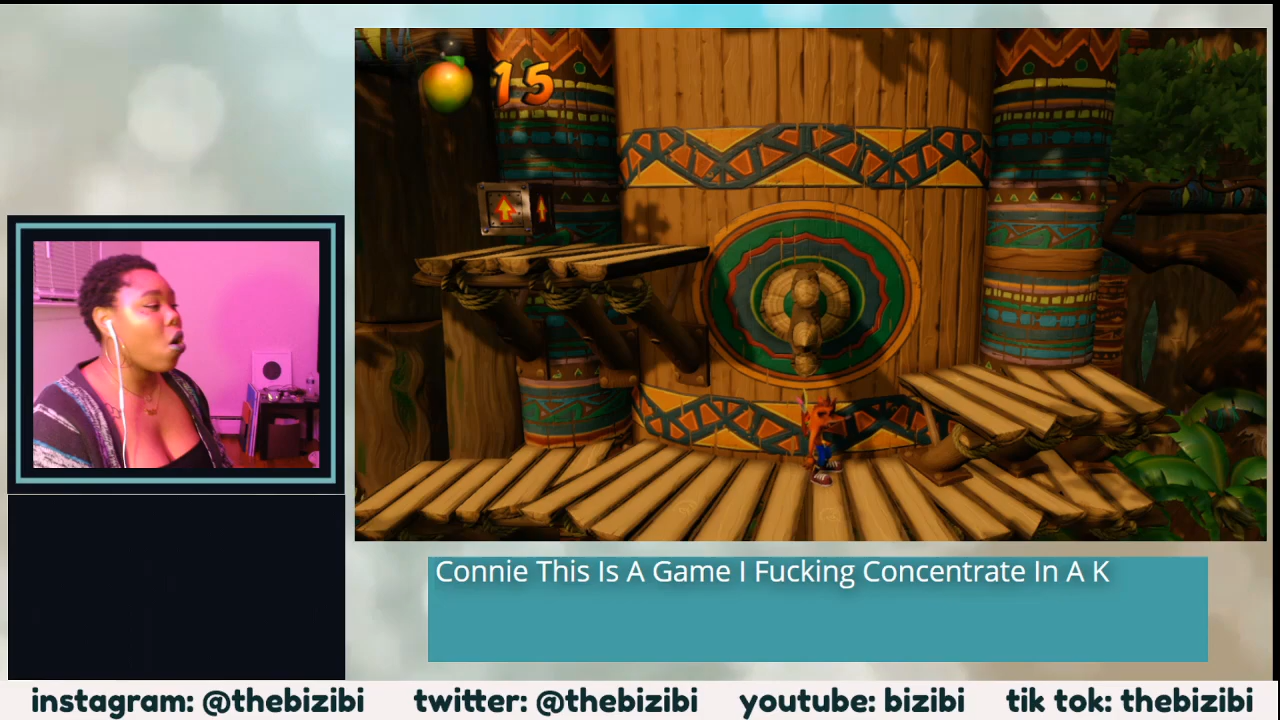 15
Connie This Is A Game I Fucking Concentrate In A K
instagram: @thebizibi twitter: @thebizibi youtube: bizibi tik tok: thebizibi